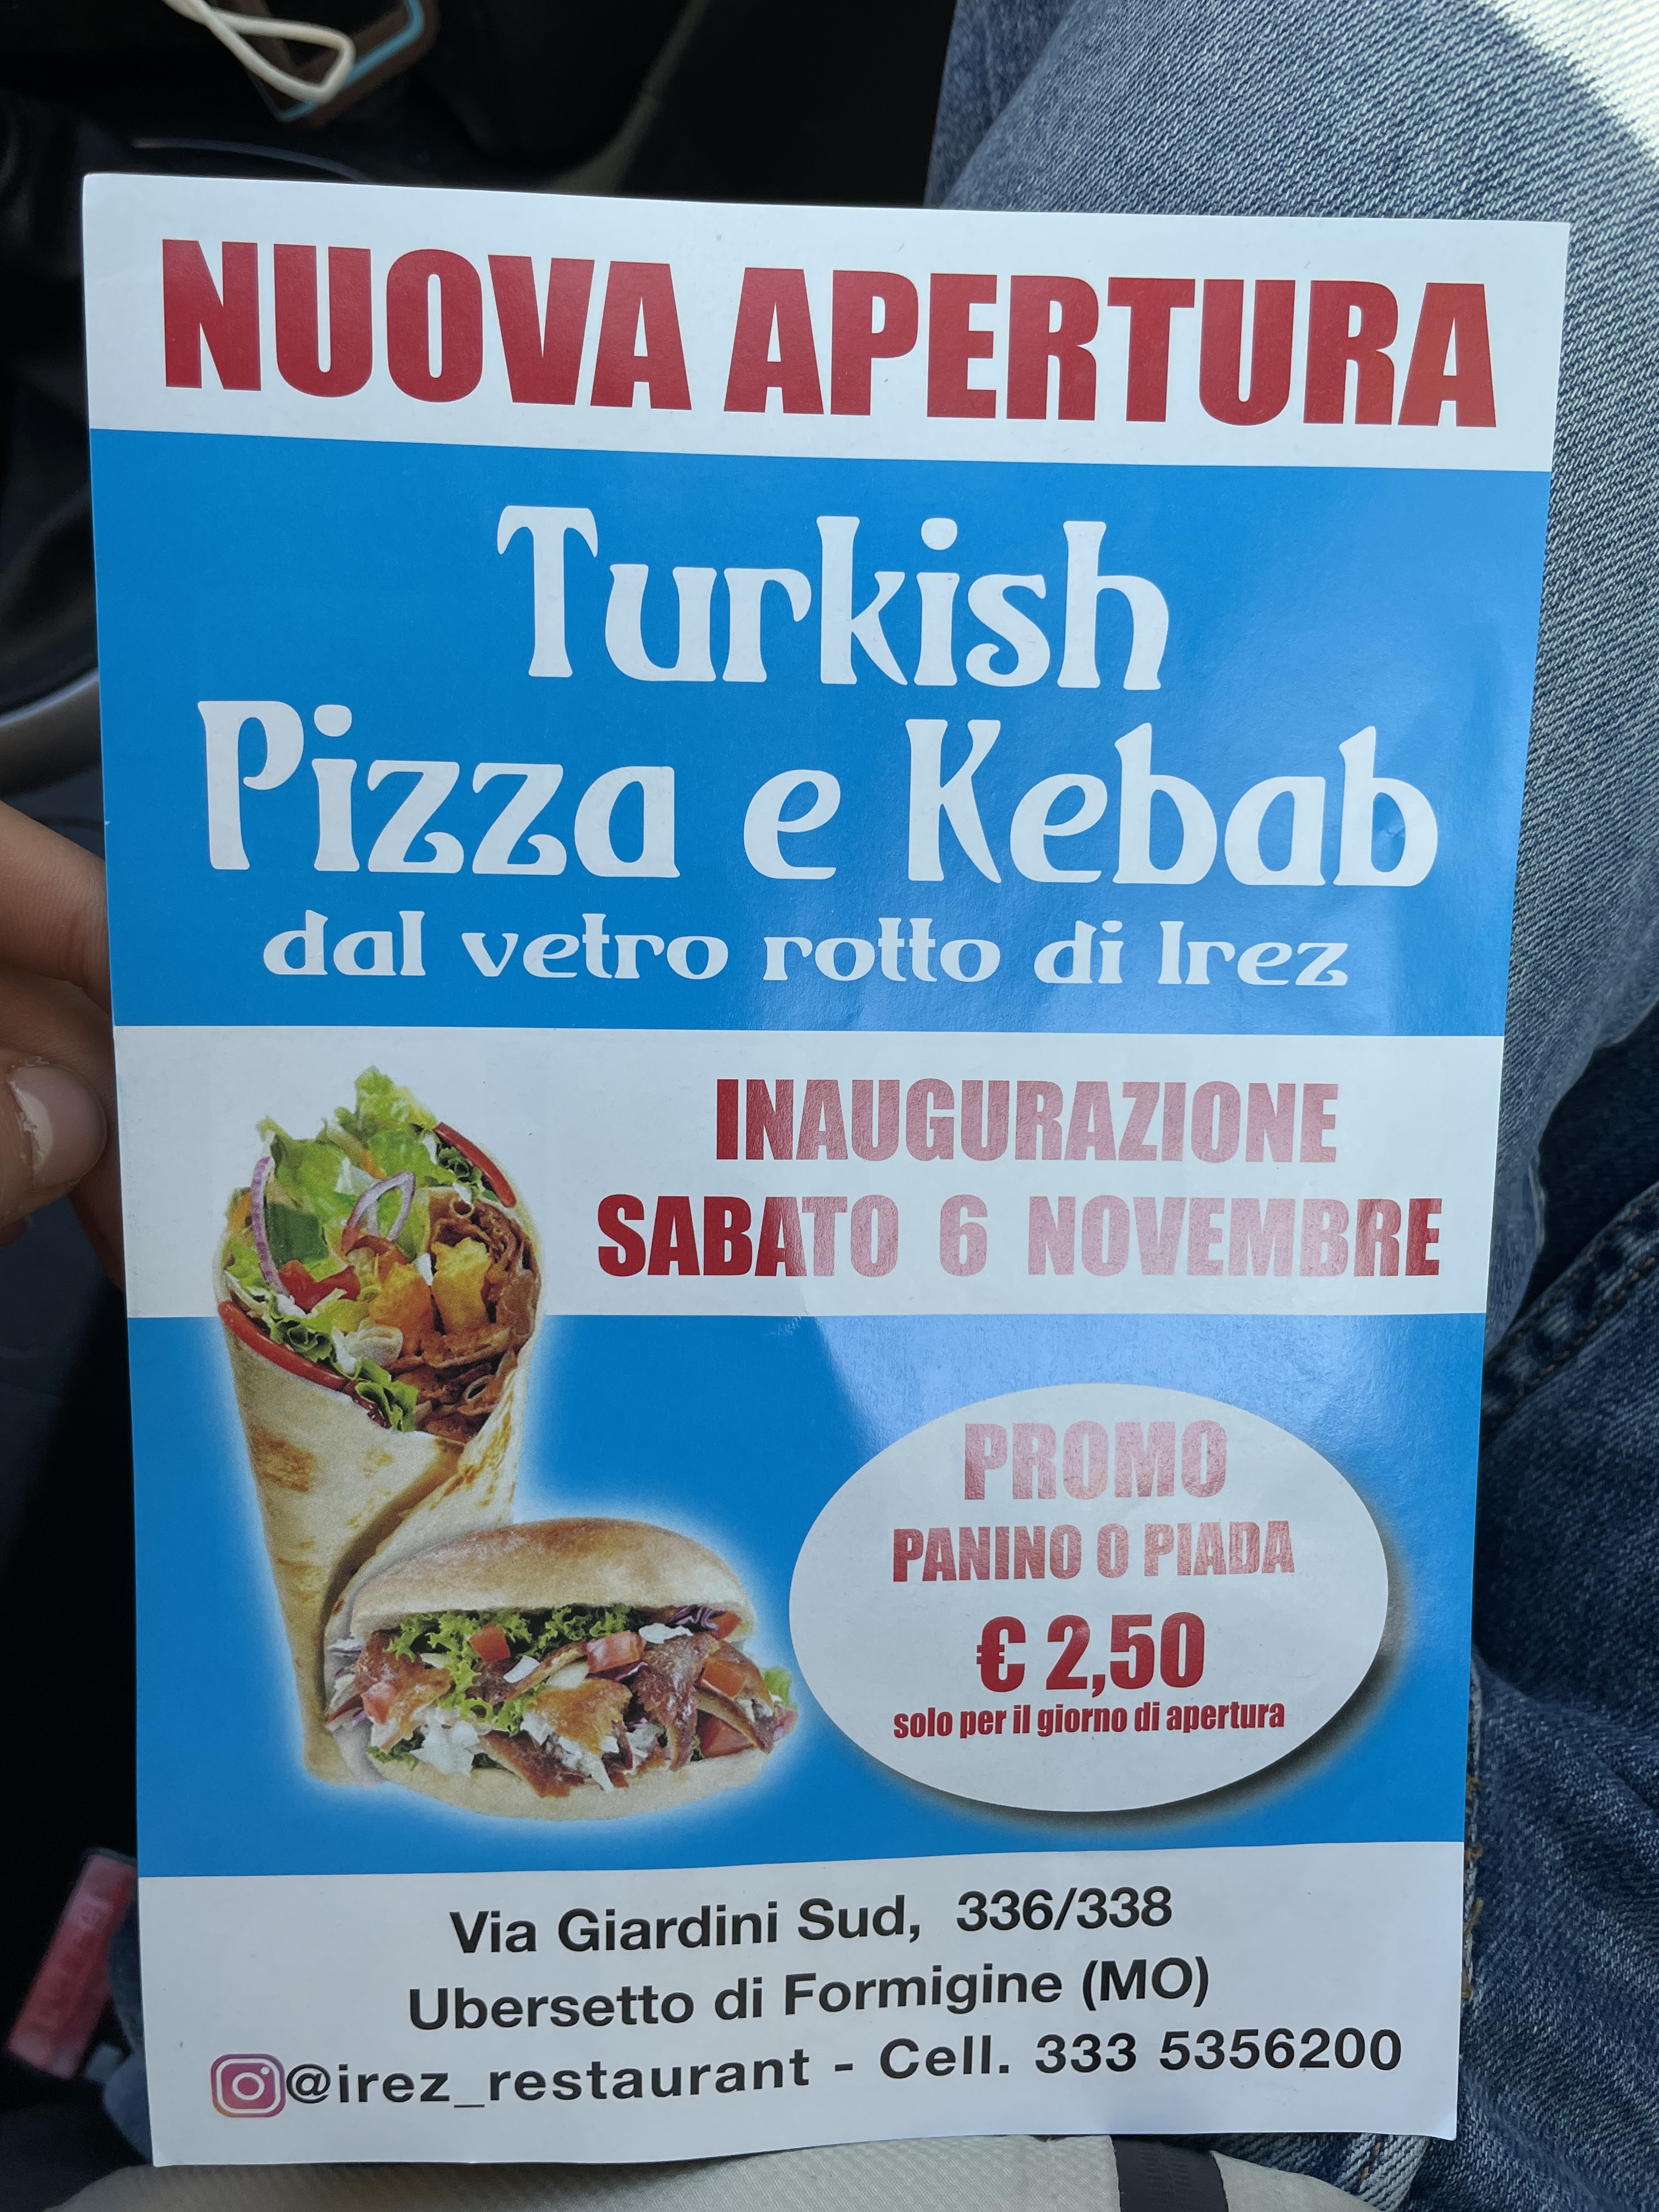 NUOVA APERTURA
Turkish
Pizza e Kebab
dal vetro rotto di Irez
INAUGURAZIONE
SABATO 6 NOVEMBRE
PROMO
PANINO O PIADA
€ 2,50
solo per il giorno di apertura
Via Giardini Sud, 336/338
Ubersetto di Formigine (MO)
@irez_restaurant - Cell. 333 5356200